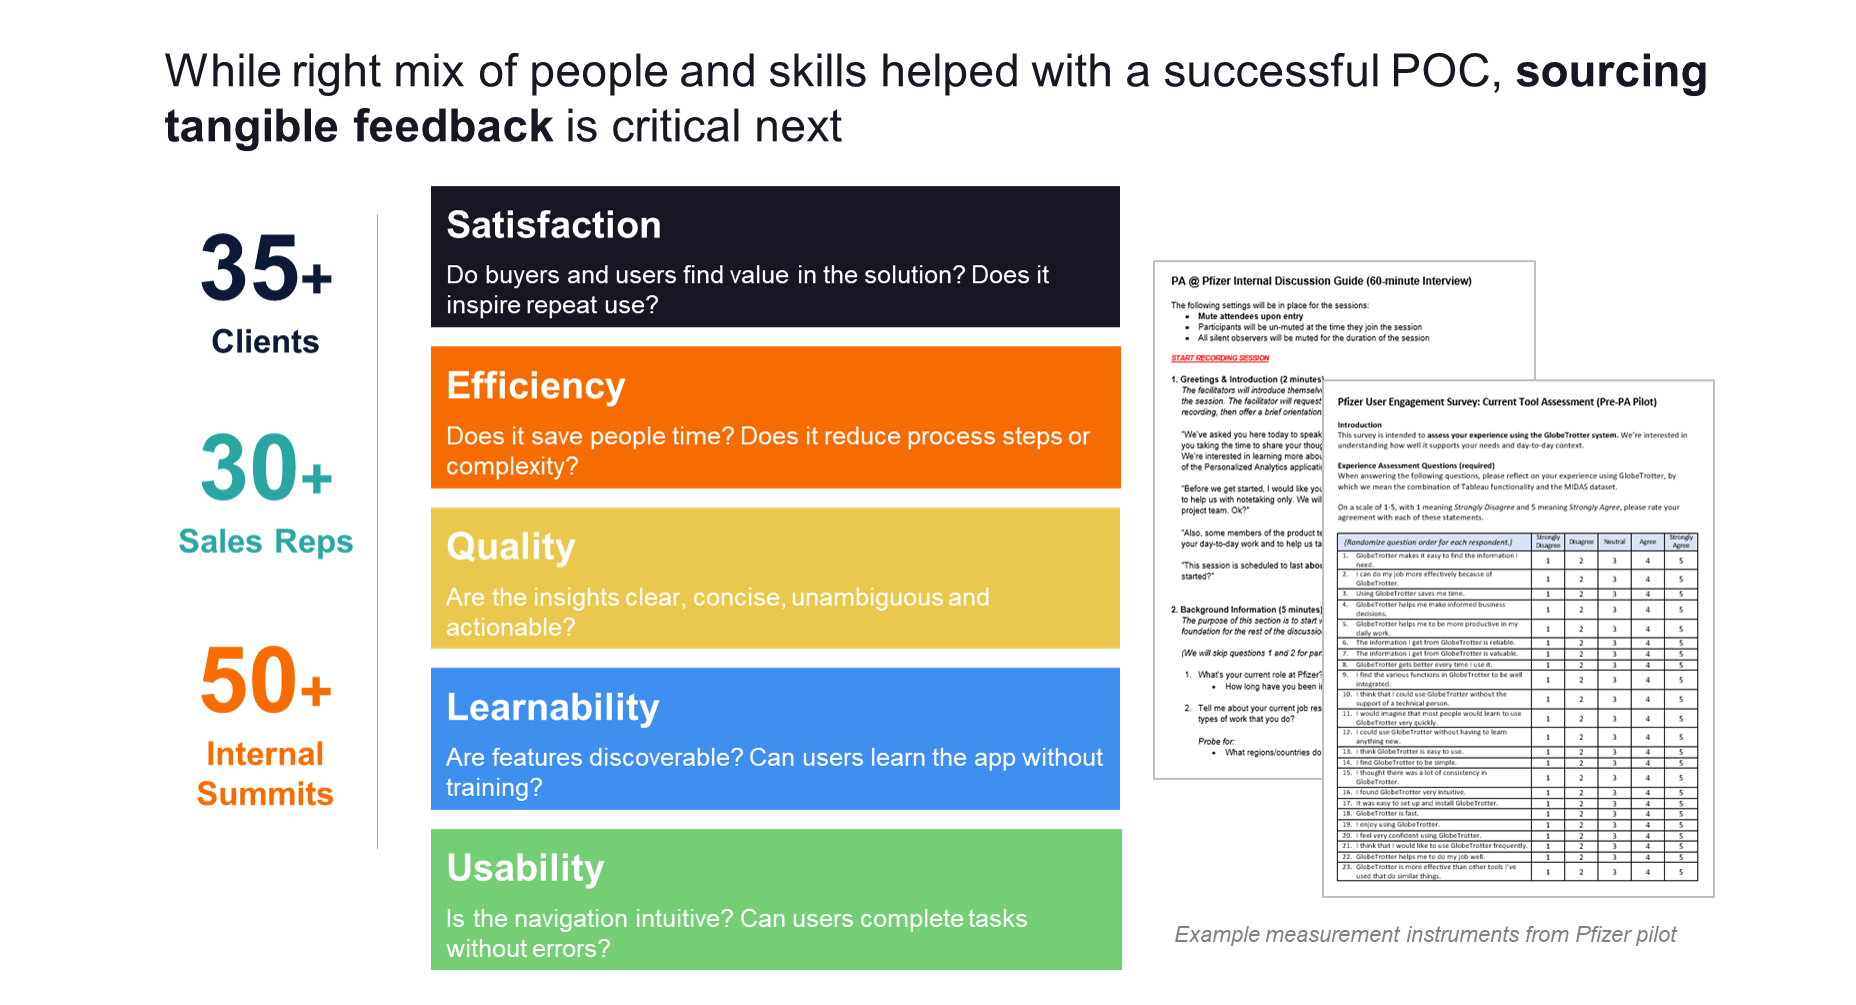 While right mix of people and skills helped with a successful POC, sourcing
tangible feedback is critical next
35+
Clients
30+
Sales Reps
50+
Internal
Summits
Satisfaction
Do buyers and users find value in the solution? Does it
inspire repeat use?
Efficiency
Does it save people time? Does it reduce process steps or
complexity?
Quality
Are the insights clear, concise, unambiguous and
actionable?
Learnability
Are features discoverable? Can users learn the app without
training?
Usability
Is the navigation intuitive? Can users complete tasks
without errors?
PA @ Pfizer Internal Discussion Guide (60-minute Interview)
The following settings will be in place for the sessions:
• Mute attendees upon entry
• Participants will be un-muted at the time they join the session
• All silent observers will be muted for the duration of the session
START RECORDING SESSION
1. Greetings & Introduction (2 minutes)
The facilitators will introduce themselv
the session. The facilitator will request
recording, then offer a brief orientation
"We've asked you here today to speak
you taking the time to share your thoug
We're interested in learning more abou
of the Personalized Analytics applicati
"Before we get started, I would like you
to help us with notetaking only. We will
project team. Ok?"
"Also, some members of the product te
your day-to-day work and to help us ta
"This session is scheduled to last abou
started?"
2. Background Information (5 minutes)
The purpose of this section is to start v
foundation for the rest of the discussio
(We will skip questions 1 and 2 for par
1. What's your current role at Pfizer?
• How long have you been i
2. Tell me about your current job res
types of work that you do?
Probe for:
• What regions/countries do
Pfizer User Engagement Survey: Current Tool Assessment (Pre-PA Pilot)
Introduction
This survey is intended to assess your experience using the GlobeTrotter system. We're interested in
understanding how well it supports your needs and day-to-day context.
Experience Assessment Questions (required)
When answering the following questions, please reflect on your experience using GlobeTrotter, by
which we mean the combination of Tableau functionality and the MIDAS dataset.
On a scale of 1-5, with 1 meaning Strongly Disagree and 5 meaning Strongly Agree, please rate your
agreement with each of these statements.
(Randomize question order for each respondent.) Strongly Disagree Disagree Neutral Agree Strongly Agree
1. GlobeTrotter makes it easy to find the information I
need. 1 2 3 4 5
2. I can do my job more effectively because of
GlobeTrotter. 1 2 3 4 5
3. Using GlobeTrotter saves me time. 1 2 3 4 5
4. GlobeTrotter helps me make informed business
decisions. 1 2 3 4 5
5. GlobeTrotter helps me to be more productive in my
daily work. 1 2 3 4 5
6. The information I get from GlobeTrotter is reliable. 1 2 3 4 5
7. The information I get from GlobeTrotter is valuable. 1 2 3 4 5
8. GlobeTrotter gets better every time I use it. 1 2 3 4 5
9. I find the various functions in GlobeTrotter to be well
integrated. 1 2 3 4 5
10. I think that I could use GlobeTrotter without the
support of a technical person. 1 2 3 4 5
11. I would imagine that most people would learn to use
GlobeTrotter very quickly. 1 2 3 4 5
12. I could use GlobeTrotter without having to learn
anything new. 1 2 3 4 5
13. I think GlobeTrotter is easy to use. 1 2 3 4 5
14. I find GlobeTrotter to be simple. 1 2 3 4 5
15. I thought there was a lot of consistency in
GlobeTrotter. 1 2 3 4 5
16. I found GlobeTrotter very intuitive. 1 2 3 4 5
17. It was easy to set up and install GlobeTrotter. 1 2 3 4 5
18. GlobeTrotter is fast. 1 2 3 4 5
19. I enjoy using GlobeTrotter. 1 2 3 4 5
20. I feel very confident using GlobeTrotter. 1 2 3 4 5
21. I think that I would like to use GlobeTrotter frequently. 1 2 3 4 5
22. GlobeTrotter helps me to do my job well. 1 2 3 4 5
23. GlobeTrotter is more effective than other tools I've
used that do similar things. 1 2 3 4 5
Example measurement instruments from Pfizer pilot